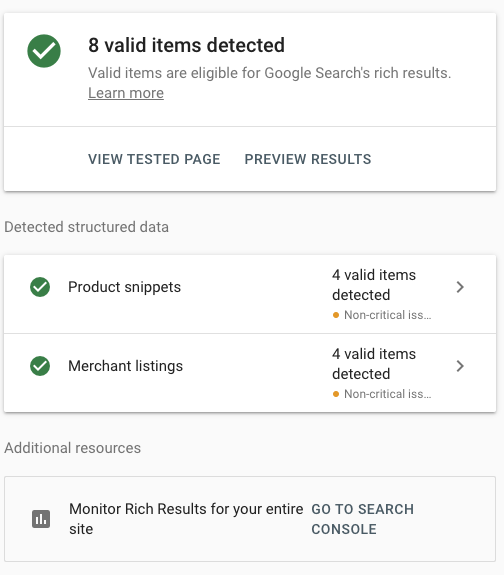 8 valid items detected
Valid items are eligible for Google Search's rich results.
Learn more
VIEW TESTED PAGE PREVIEW RESULTS
Detected structured data
Product snippets
4 valid items
detected
Non-critical iss...
Merchant listings
4 valid items
detected
Non-critical iss...
Additional resources
Monitor Rich Results for your entire
site
GO TO SEARCH
CONSOLE